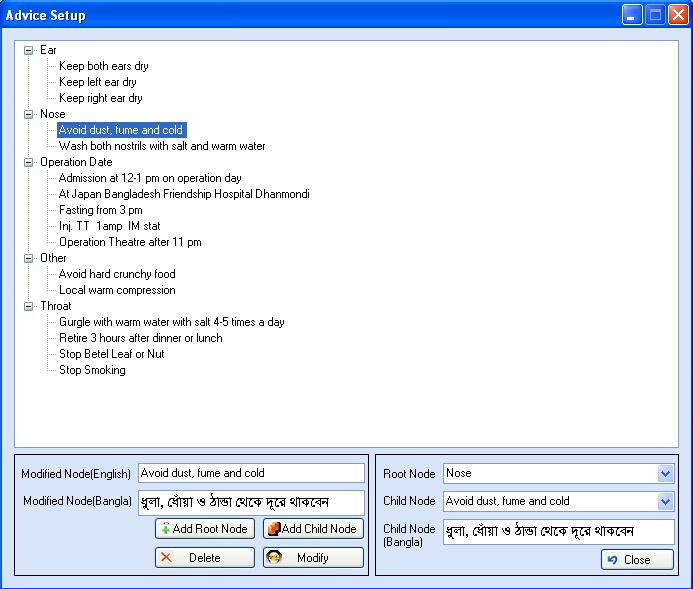 Advice Setup
Ear
Keep both ears dry
Keep left ear dry
Keep right ear dry
Nose
Avoid dust, fume and cold
Wash both nostrils with salt and warm water
Operation Date
Admission at 12-1 pm on operation day
At Japan Bangladesh Friendship Hospital Dhanmondi
Fasting from 3 pm
Inj. TT 1amp IM stat
Operation Theatre after 11 pm
Other
Avoid hard crunchy food
Local warm compression
Throat
Gurgle with warm water with salt 4-5 times a day
Retire 3 hours after dinner or lunch
Stop Betel Leaf or Nut
Stop Smoking
Modified Node(English) Avoid dust, fume and cold
Modified Node(Bangla) ধুলা, ধোঁয়া ও ঠান্ডা থেকে দূরে থাকবেন
Add Root Node Add Child Node
Delete Modify
Root Node Nose
Child Node Avoid dust, fume and cold
Child Node (Bangla) ধুলা, ধোঁয়া ও ঠান্ডা থেকে দূরে থাকবেন
Close